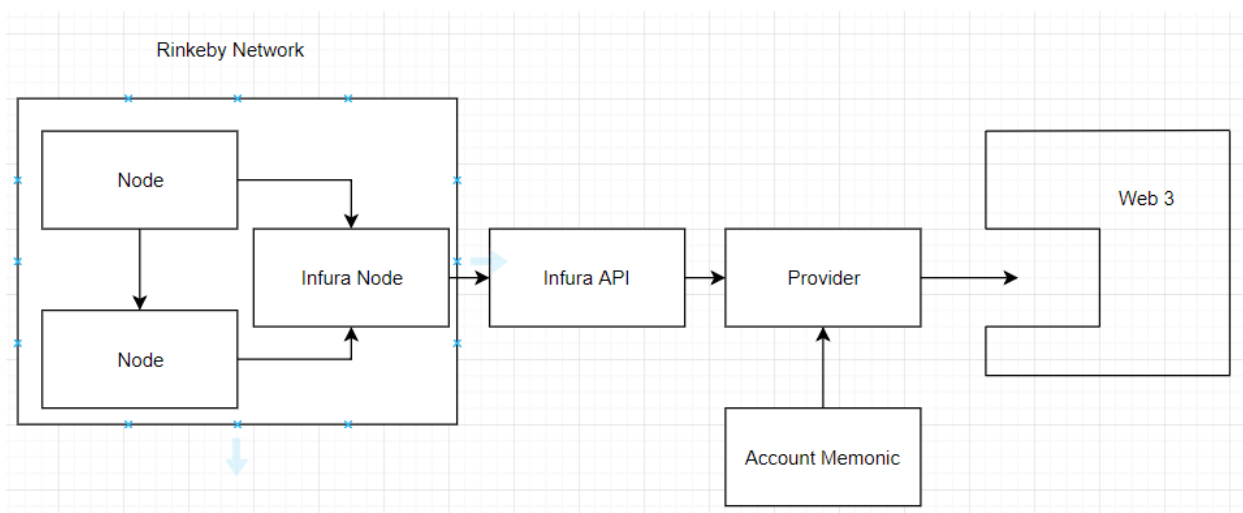 Rinkeby Network
Node
Web 3
Infura Node
Infura API
Provider
Node
Account Memonic